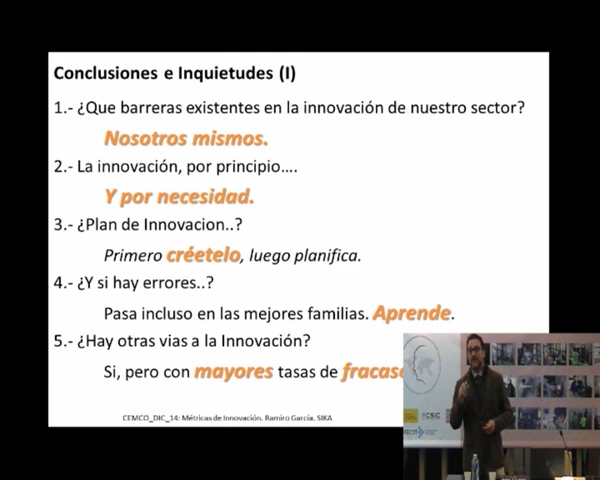 Conclusiones e Inquietudes (I)
1.- ¿Que barreras existentes en la innovación de nuestro sector?
Nosotros mismos.
2.- La innovación, por principio....
Y por necesidad.
3.- ¿Plan de Innovacion..?
Primero créetelo, luego planifica.
4.- ¿Y si hay errores..?
Pasa incluso en las mejores familias. Aprende.
5.- ¿Hay otras vias a la Innovación?
Si, pero con mayores tasas de
CEMCO_DIC_14: Métricas de Innovación. Ramiro García. SIKA
CSIC